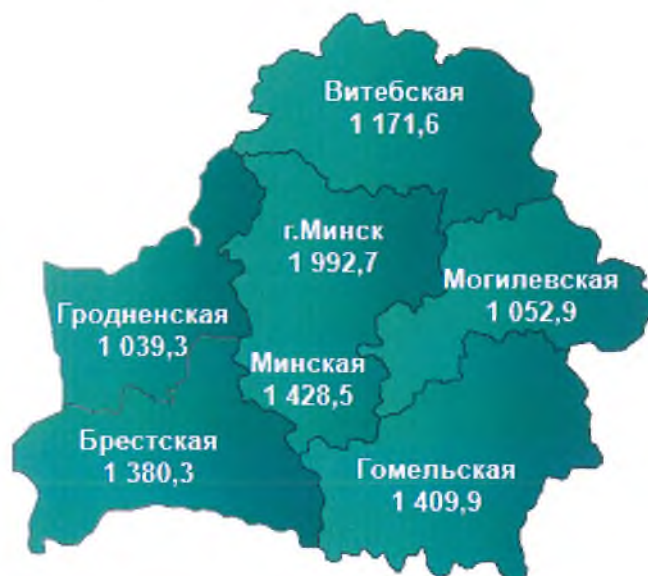 Витебская
1 171,6
г.Минск
1 992,7
Могилевская
1 052,9
Гродненская
1 039,3
Минская
1 428,5
Брестская
1 380,3
Гомельская
1 409,9